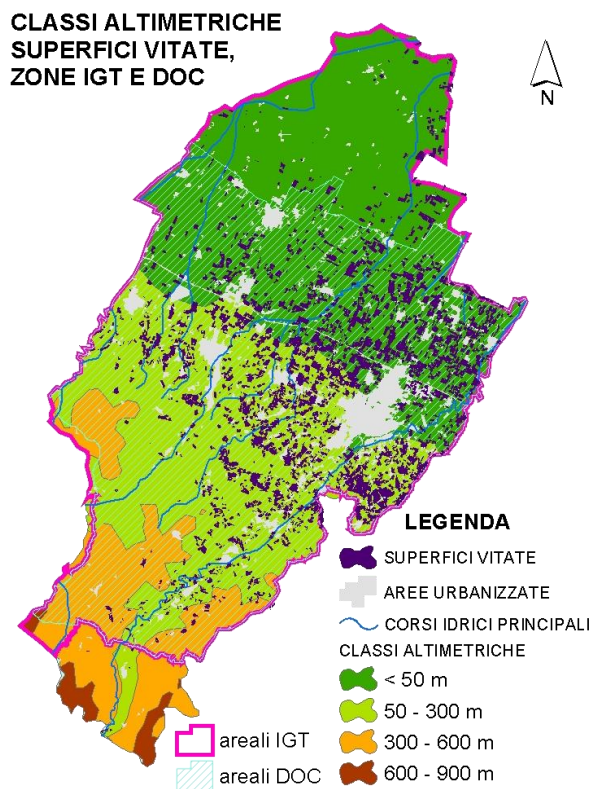 CLASSI ALTIMETRICHE
SUPERFICI VITATE,
ZONE IGT E DOC
N
LEGENDA
SUPERFICI VITATE
AREE URBANIZZATE
CORSI IDRICI PRINCIPALI
CLASSI ALTIMETRICHE
< 50 m
50 - 300 m
300 - 600 m
600 - 900 m
areali IGT
areali DOC